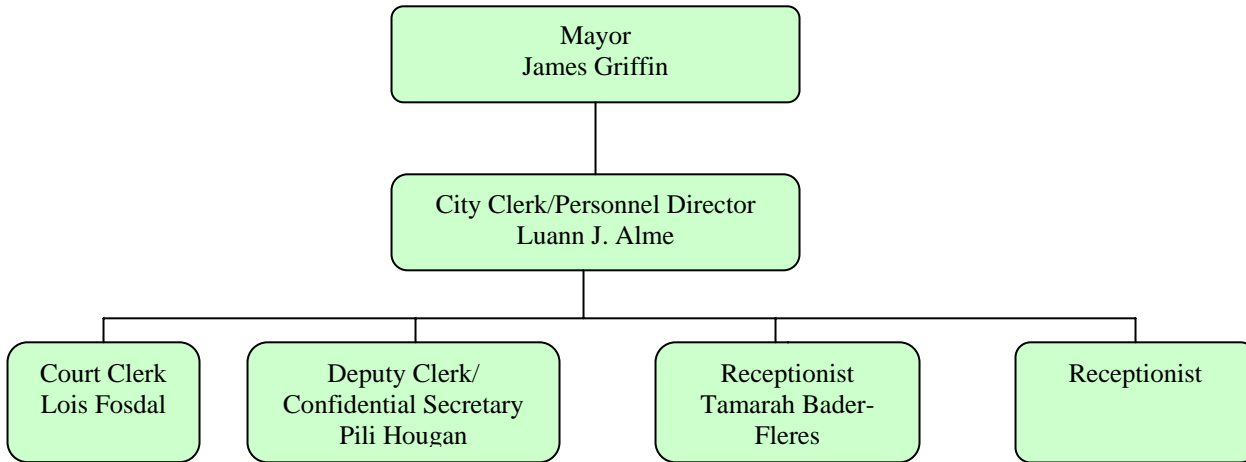 Mayor
James Griffin
City Clerk/Personnel Director
Luann J. Alme
Court Clerk
Lois Fosdal
Deputy Clerk/
Confidential Secretary
Pili Hougan
Receptionist
Tamarah Bader-
Fleres
Receptionist